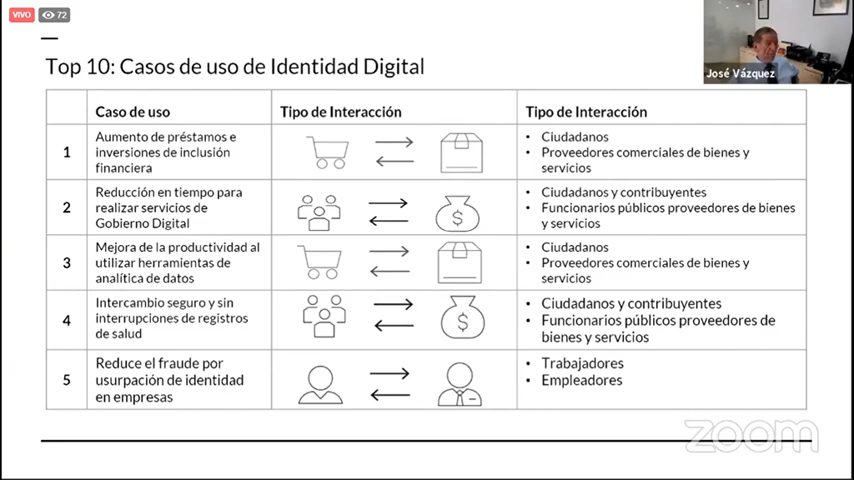 VIVO
72
José Vázquez
Top 10: Casos de uso de Identidad Digital
Caso de uso
Tipo de Interacción
Tipo de Interacción
1
Aumento de préstamos e
inversiones de inclusión
financiera
• Ciudadanos
• Proveedores comerciales de bienes y
servicios
2
Reducción en tiempo para
realizar servicios de
Gobierno Digital
$
• Ciudadanos y contribuyentes
• Funcionarios públicos proveedores de bienes
y servicios
3
Mejora de la productividad al
utilizar herramientas de
analítica de datos
• Ciudadanos
• Proveedores comerciales de bienes y
servicios
4
Intercambio seguro y sin
interrupciones de registros
de salud
$
• Ciudadanos y contribuyentes
• Funcionarios públicos proveedores de
bienes y servicios
5
Reduce el fraude por
usurpación de identidad
en empresas
• Trabajadores
• Empleadores
zoom